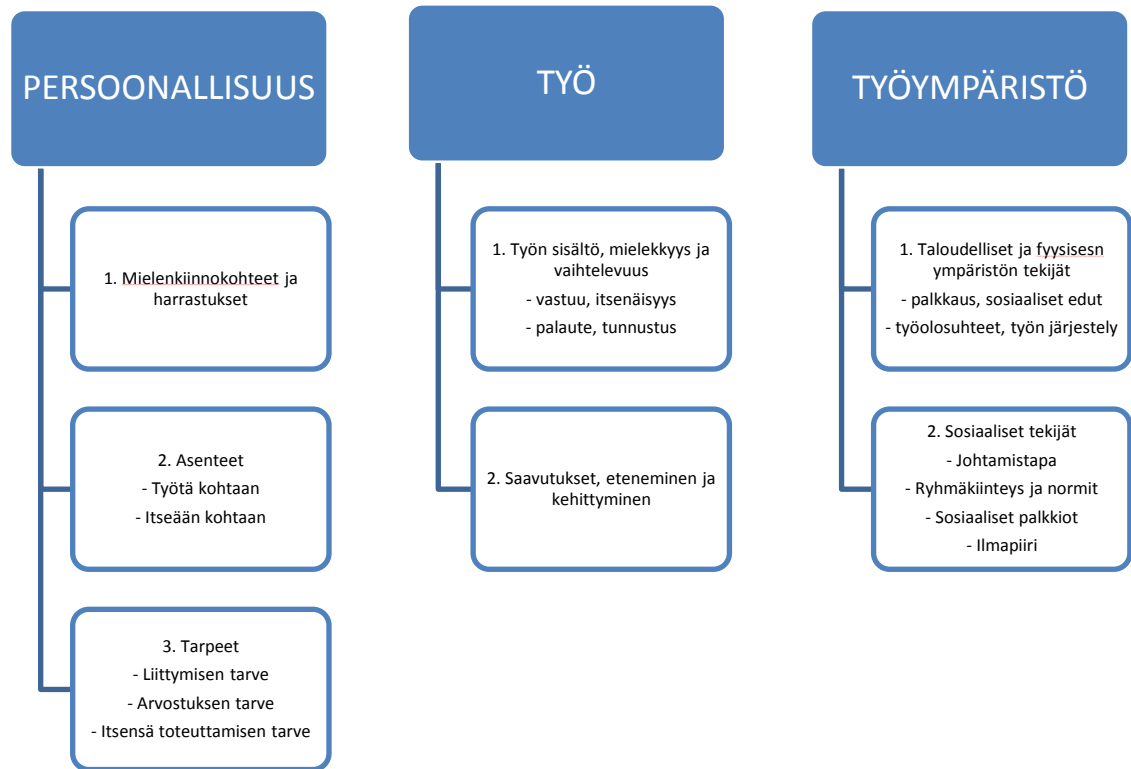 PERSOONALLISUUS
1. Mielenkiinnokohteet ja
harrastukset
2. Asenteet
- Työtä kohtaan
- Itseään kohtaan
3. Tarpeet
- Liittymisen tarve
- Arvostuksen tarve
- Itsensä toteuttamisen tarve
TYÖ
1. Työn sisältö, mielekkyys ja
vaihtelevuus
- vastuu, itsenäisyys
- palaute, tunnustus
2. Saavutukset, eteneminen ja
kehittyminen
TYÖYMPÄRISTÖ
1. Taloudelliset ja fyysisesn
ympäristön tekijät
- palkkaus, sosiaaliset edut
- työolosuhteet, työn järjestely
2. Sosiaaliset tekijät
- Johtamistapa
- Ryhmäkiinteys ja normit
- Sosiaaliset palkkiot
- Ilmapiiri